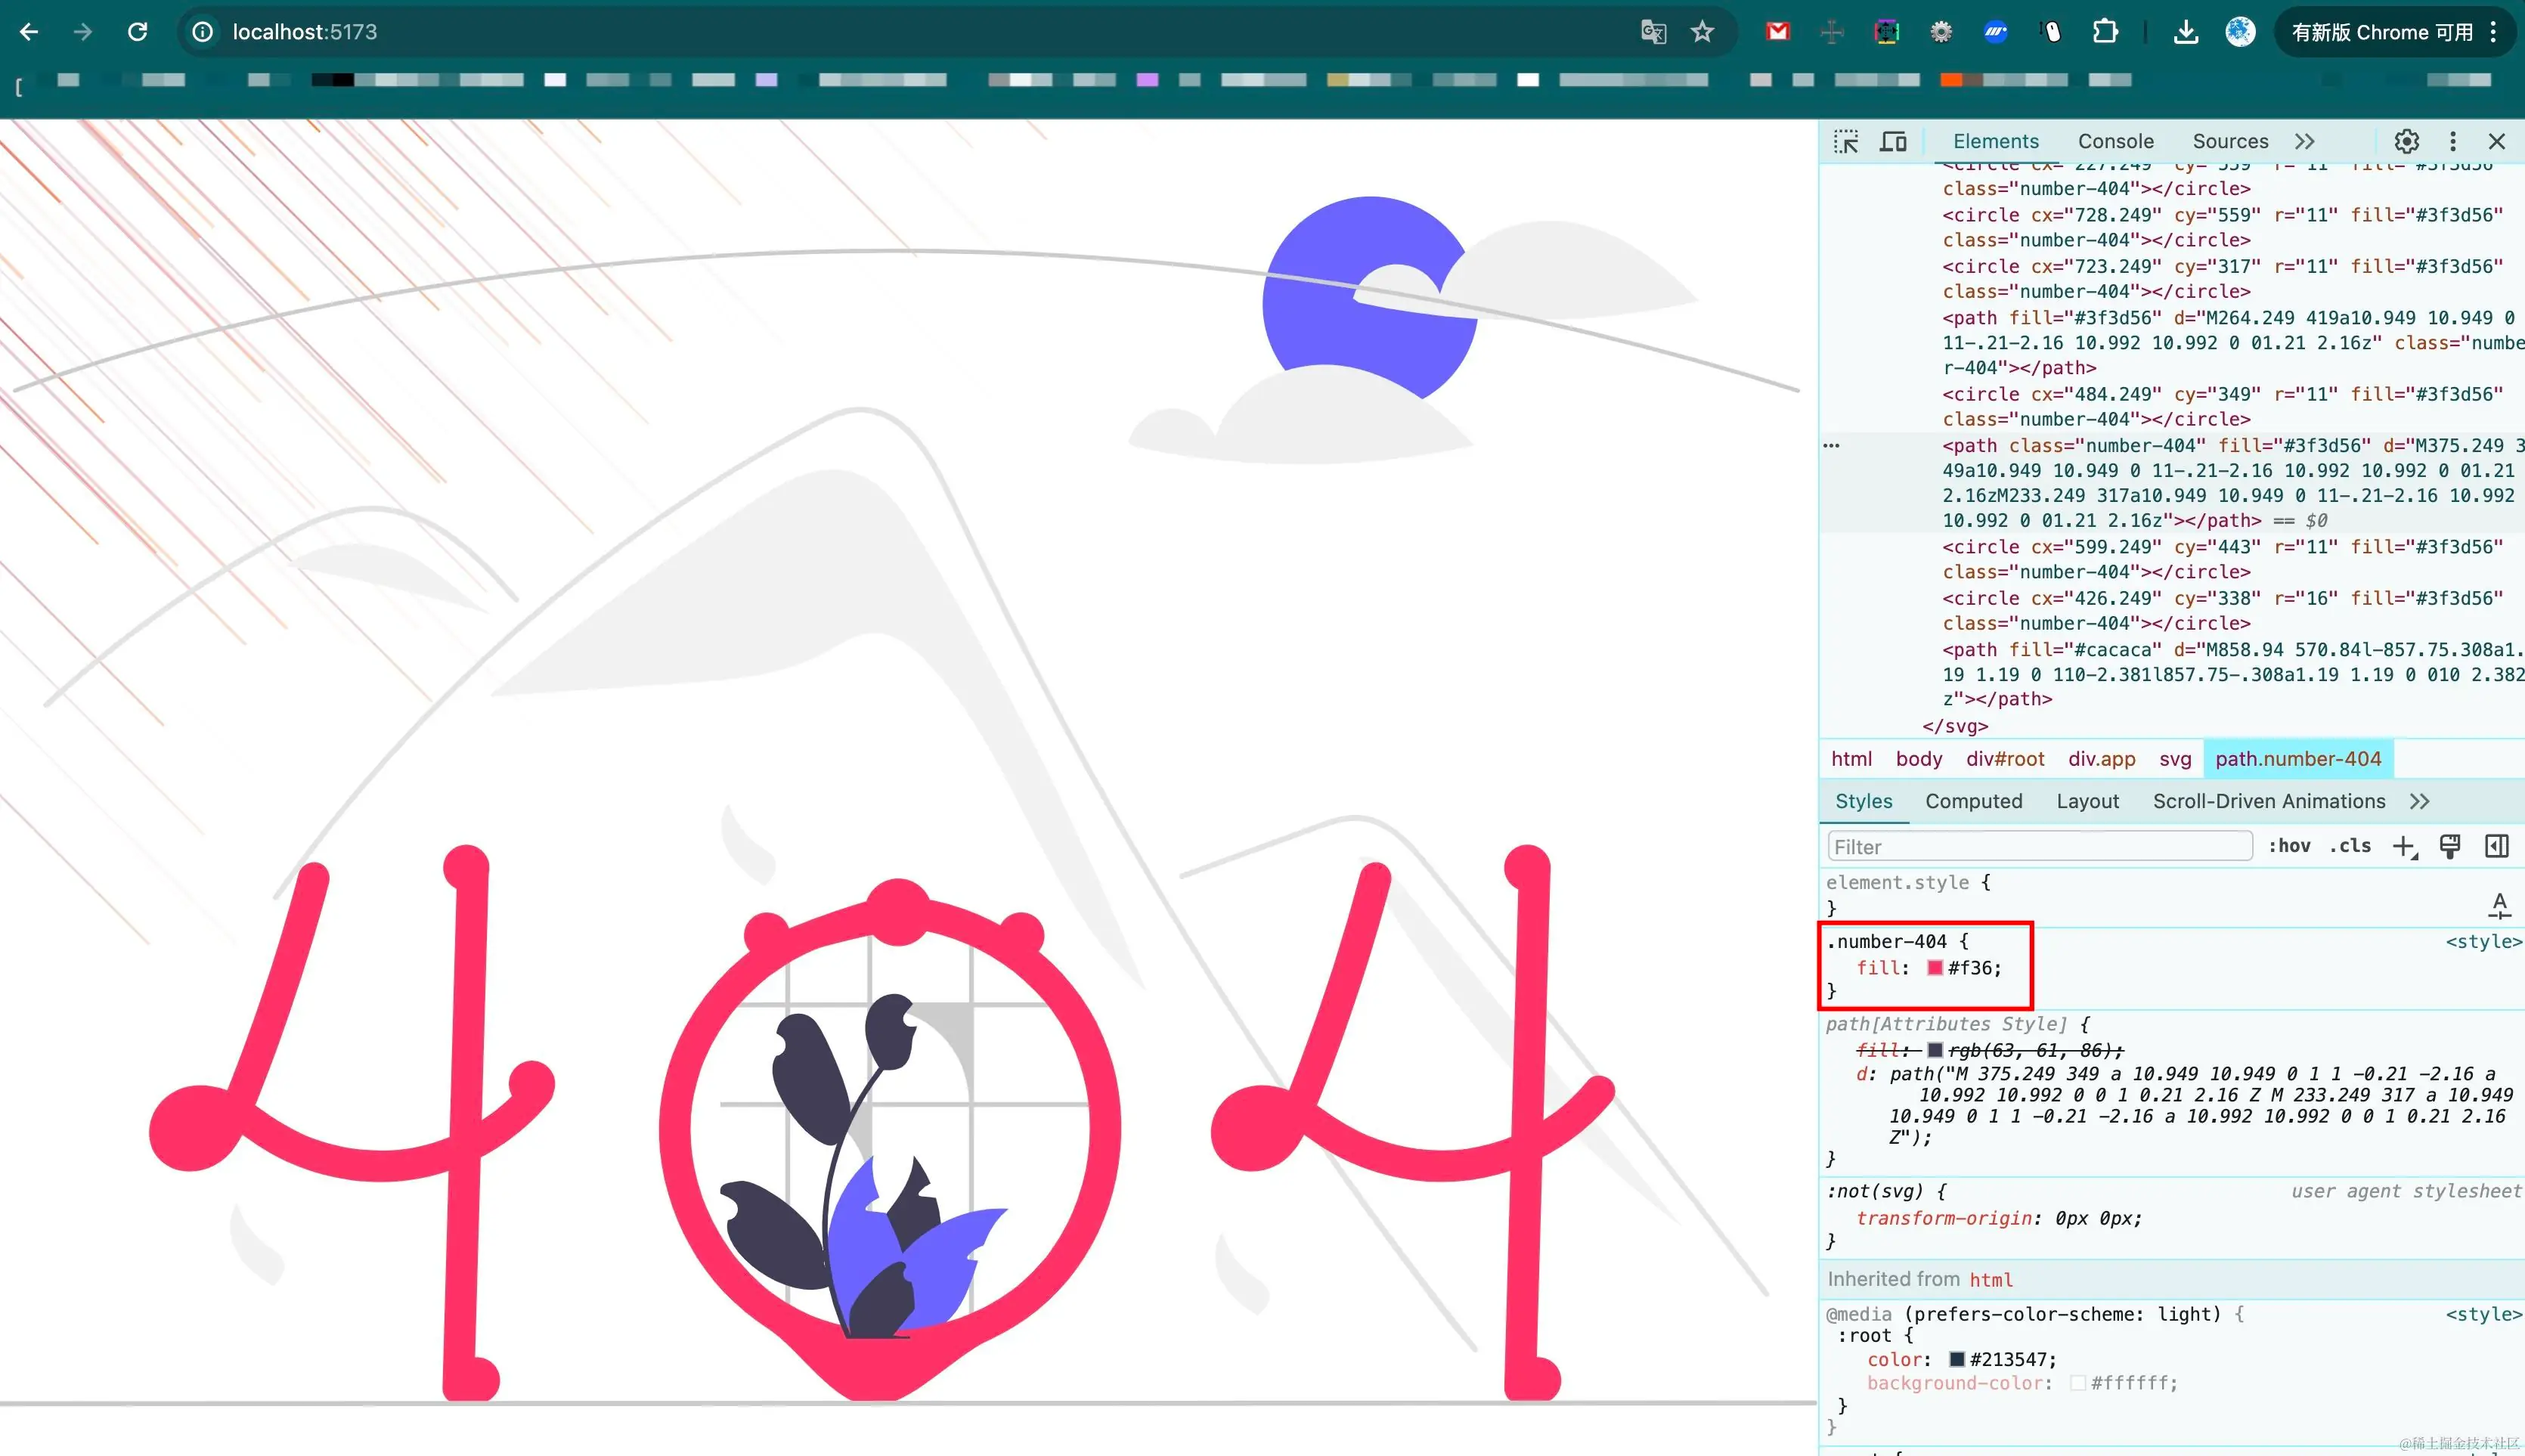 localhost:5173
有新版 Chrome 可用
[
Elements Console Sources
<circle cx="227.249" cy="559" r="11" fill="#3f3d56"
class="number-404"></circle>
<circle cx="728.249" cy="559" r="11" fill="#3f3d56"
class="number-404"></circle>
<circle cx="723.249" cy="317" r="11" fill="#3f3d56"
class="number-404"></circle>
<path fill="#3f3d56" d="M264.249 419a10.949 10.949 0
11-.21-2.16 10.992 10.992 0 01.21 2.16z" class="numbe
r-404"></path>
<circle cx="484.249" cy="349" r="11" fill="#3f3d56"
class="number-404"></circle>
<path class="number-404" fill="#3f3d56" d="M375.249 3
49a10.949 10.949 0 11-.21-2.16 10.992 10.992 0 01.21
2.16zM233.249 317a10.949 10.949 0 11-.21-2.16 10.992
10.992 0 01.21 2.16z"></path> == $0
<circle cx="599.249" cy="443" r="11" fill="#3f3d56"
class="number-404"></circle>
<circle cx="426.249" cy="338" r="16" fill="#3f3d56"
class="number-404"></circle>
<path fill="#cacaca" d="M858.94 570.84l-857.75.308a1.
19 1.19 0 110-2.381l857.75-.308a1.19 1.19 0 010 2.382
z"></path>
</svg>
html body div#root div.app svg path.number-404
Styles Computed Layout Scroll-Driven Animations
Filter :hov .cls
element.style {
}
.number-404 { <style>
fill: #f36;
}
path[Attributes Style] {
fill: rgb(63, 61, 86);
d: path("M 375.249 349 a 10.949 10.949 0 1 1 -0.21 -2.16 a
10.992 10.992 0 0 1 0.21 2.16 Z M 233.249 317 a 10.949
10.949 0 1 1 -0.21 -2.16 a 10.992 10.992 0 0 1 0.21 2.16
Z");
}
:not(svg) { user agent stylesheet
transform-origin: 0px 0px;
}
Inherited from html
@media (prefers-color-scheme: light) { <style>
:root {
color: #213547;
background-color: #ffffff;
}
}
404
@稀土掘金技术社区